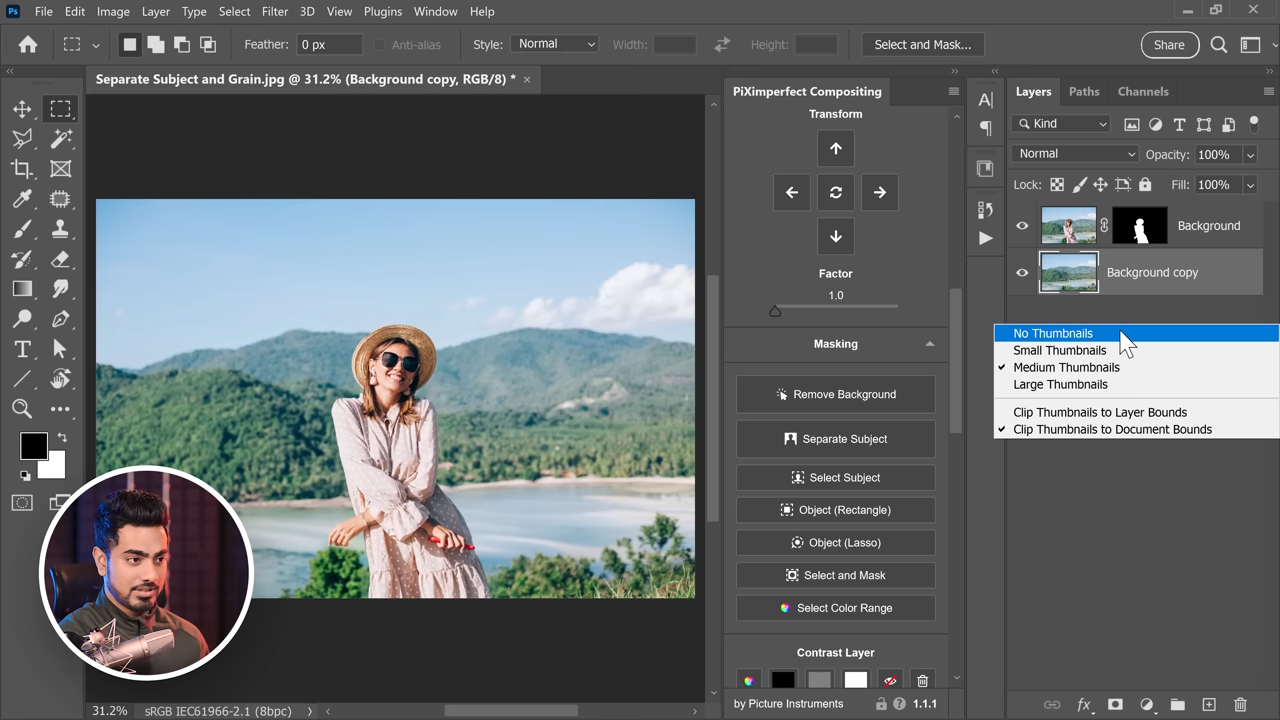 Ps File Edit Image Layer Type Select Filter 3D View Plugins Window Help
Feather: 0 px Anti-alias Style: Normal Width: Height: Select and Mask... Share
Separate Subject and Grain.jpg @ 31.2% (Background copy, RGB/8) * ×
PiXimperfect Compositing
Transform
Factor
1.0
Masking
Remove Background
Separate Subject
Select Subject
Object (Rectangle)
Object (Lasso)
Select and Mask
Select Color Range
Contrast Layer
by Picture Instruments 1.1.1
Layers Paths Channels
Kind
Normal Opacity: 100%
Lock: Fill: 100%
Background
Background copy
No Thumbnails
Small Thumbnails
Medium Thumbnails
Large Thumbnails
Clip Thumbnails to Layer Bounds
Clip Thumbnails to Document Bounds
fx
31.2% sRGB IEC61966-2.1 (8bpc)